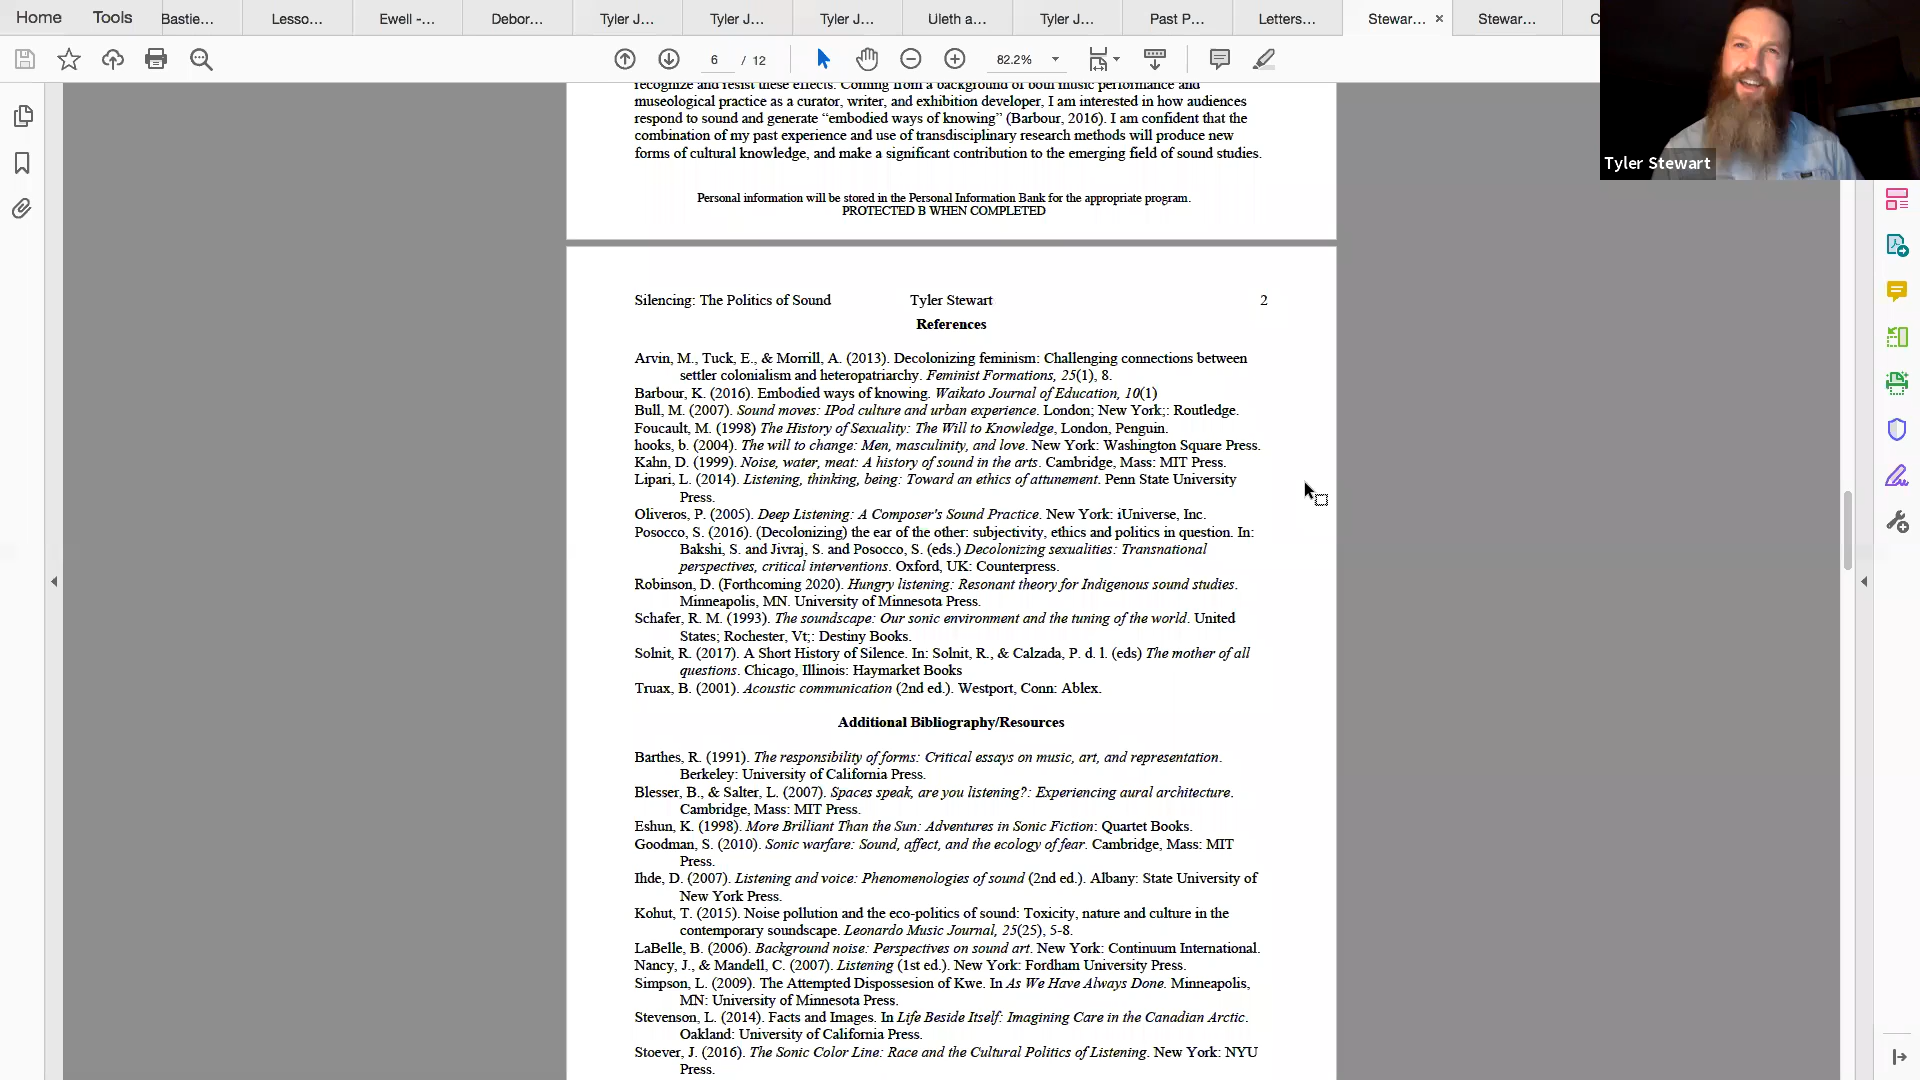 Home Tools Bastie... Lesso... Ewell -... Debor... Tyler J... Tyler J... Tyler J... Uleth a... Tyler J... Past P... Letters... Stewar... × Stewar... C
6 / 12 82.2%
recognize and resist these effects. Coming from a background of both music performance and
museological practice as a curator, writer, and exhibition developer, I am interested in how audiences
respond to sound and generate “embodied ways of knowing” (Barbour, 2016). I am confident that the
combination of my past experience and use of transdisciplinary research methods will produce new
forms of cultural knowledge, and make a significant contribution to the emerging field of sound studies.
Personal information will be stored in the Personal Information Bank for the appropriate program.
PROTECTED B WHEN COMPLETED
Tyler Stewart
Silencing: The Politics of Sound Tyler Stewart 2
References
Arvin, M., Tuck, E., & Morrill, A. (2013). Decolonizing feminism: Challenging connections between
settler colonialism and heteropatriarchy. Feminist Formations, 25(1), 8.
Barbour, K. (2016). Embodied ways of knowing. Waikato Journal of Education, 10(1)
Bull, M. (2007). Sound moves: IPod culture and urban experience. London; New York;: Routledge.
Foucault, M. (1998) The History of Sexuality: The Will to Knowledge, London, Penguin.
hooks, b. (2004). The will to change: Men, masculinity, and love. New York: Washington Square Press.
Kahn, D. (1999). Noise, water, meat: A history of sound in the arts. Cambridge, Mass: MIT Press.
Lipari, L. (2014). Listening, thinking, being: Toward an ethics of attunement. Penn State University
Press.
Oliveros, P. (2005). Deep Listening: A Composer's Sound Practice. New York: iUniverse, Inc.
Posocco, S. (2016). (Decolonizing) the ear of the other: subjectivity, ethics and politics in question. In:
Bakshi, S. and Jivraj, S. and Posocco, S. (eds.) Decolonizing sexualities: Transnational
perspectives, critical interventions. Oxford, UK: Counterpress.
Robinson, D. (Forthcoming 2020). Hungry listening: Resonant theory for Indigenous sound studies.
Minneapolis, MN. University of Minnesota Press.
Schafer, R. M. (1993). The soundscape: Our sonic environment and the tuning of the world. United
States; Rochester, Vt;: Destiny Books.
Solnit, R. (2017). A Short History of Silence. In: Solnit, R., & Calzada, P. d. l. (eds) The mother of all
questions. Chicago, Illinois: Haymarket Books
Truax, B. (2001). Acoustic communication (2nd ed.). Westport, Conn: Ablex.
Additional Bibliography/Resources
Barthes, R. (1991). The responsibility of forms: Critical essays on music, art, and representation.
Berkeley: University of California Press.
Blesser, B., & Salter, L. (2007). Spaces speak, are you listening?: Experiencing aural architecture.
Cambridge, Mass: MIT Press.
Eshun, K. (1998). More Brilliant Than the Sun: Adventures in Sonic Fiction: Quartet Books.
Goodman, S. (2010). Sonic warfare: Sound, affect, and the ecology of fear. Cambridge, Mass: MIT
Press.
Ihde, D. (2007). Listening and voice: Phenomenologies of sound (2nd ed.). Albany: State University of
New York Press.
Kohut, T. (2015). Noise pollution and the eco-politics of sound: Toxicity, nature and culture in the
contemporary soundscape. Leonardo Music Journal, 25(25), 5-8.
LaBelle, B. (2006). Background noise: Perspectives on sound art. New York: Continuum International.
Nancy, J., & Mandell, C. (2007). Listening (1st ed.). New York: Fordham University Press.
Simpson, L. (2009). The Attempted Dispossesion of Kwe. In As We Have Always Done. Minneapolis,
MN: University of Minnesota Press.
Stevenson, L. (2014). Facts and Images. In Life Beside Itself: Imagining Care in the Canadian Arctic.
Oakland: University of California Press.
Stoever, J. (2016). The Sonic Color Line: Race and the Cultural Politics of Listening. New York: NYU
Press.